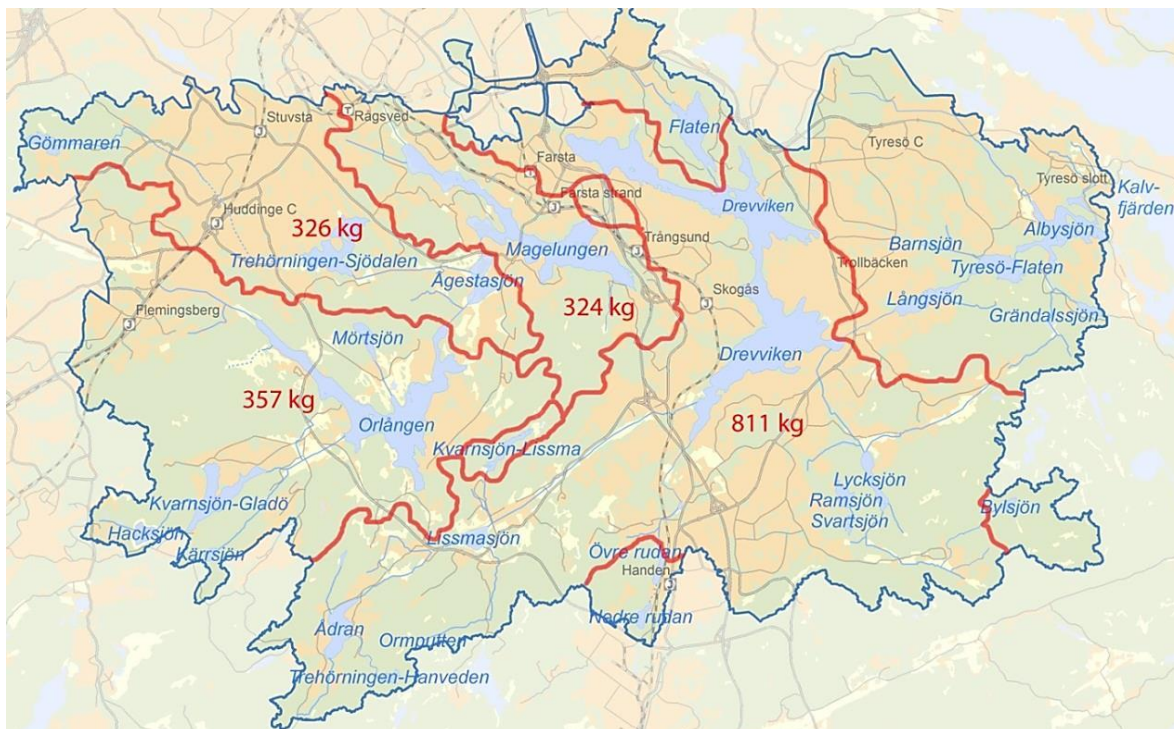 Gömmaren
Stuvsta
Rågsved
Flaten
Farsta
Tyresö C
Tyresö slott
Kalv-
fjärden
Huddinge C
326 kg
Farsta strand
Drevviken
Albysjön
Trehörningen-Sjödalen
Magelungen
Trångsund
Barnsjön
Trollbäcken
Tyresö-Flaten
Ågestasjön
Skogås
Långsjön
324 kg
Grändalssjön
Flemingsberg
Mörtsjön
Drevviken
357 kg
Orlången
811 kg
Kvarnsjön-Lissma
Lycksjön
Kvarnsjön-Gladö
Ramsjön
Bylsjön
Svartsjön
Hacksjön
Lissmasjön
Kärrsjön
Övre rudan
Handen
Nedre rudan
Ådran
Ormputten
Trehörningen-Hanveden
J
J
J
J
J
J
T
T